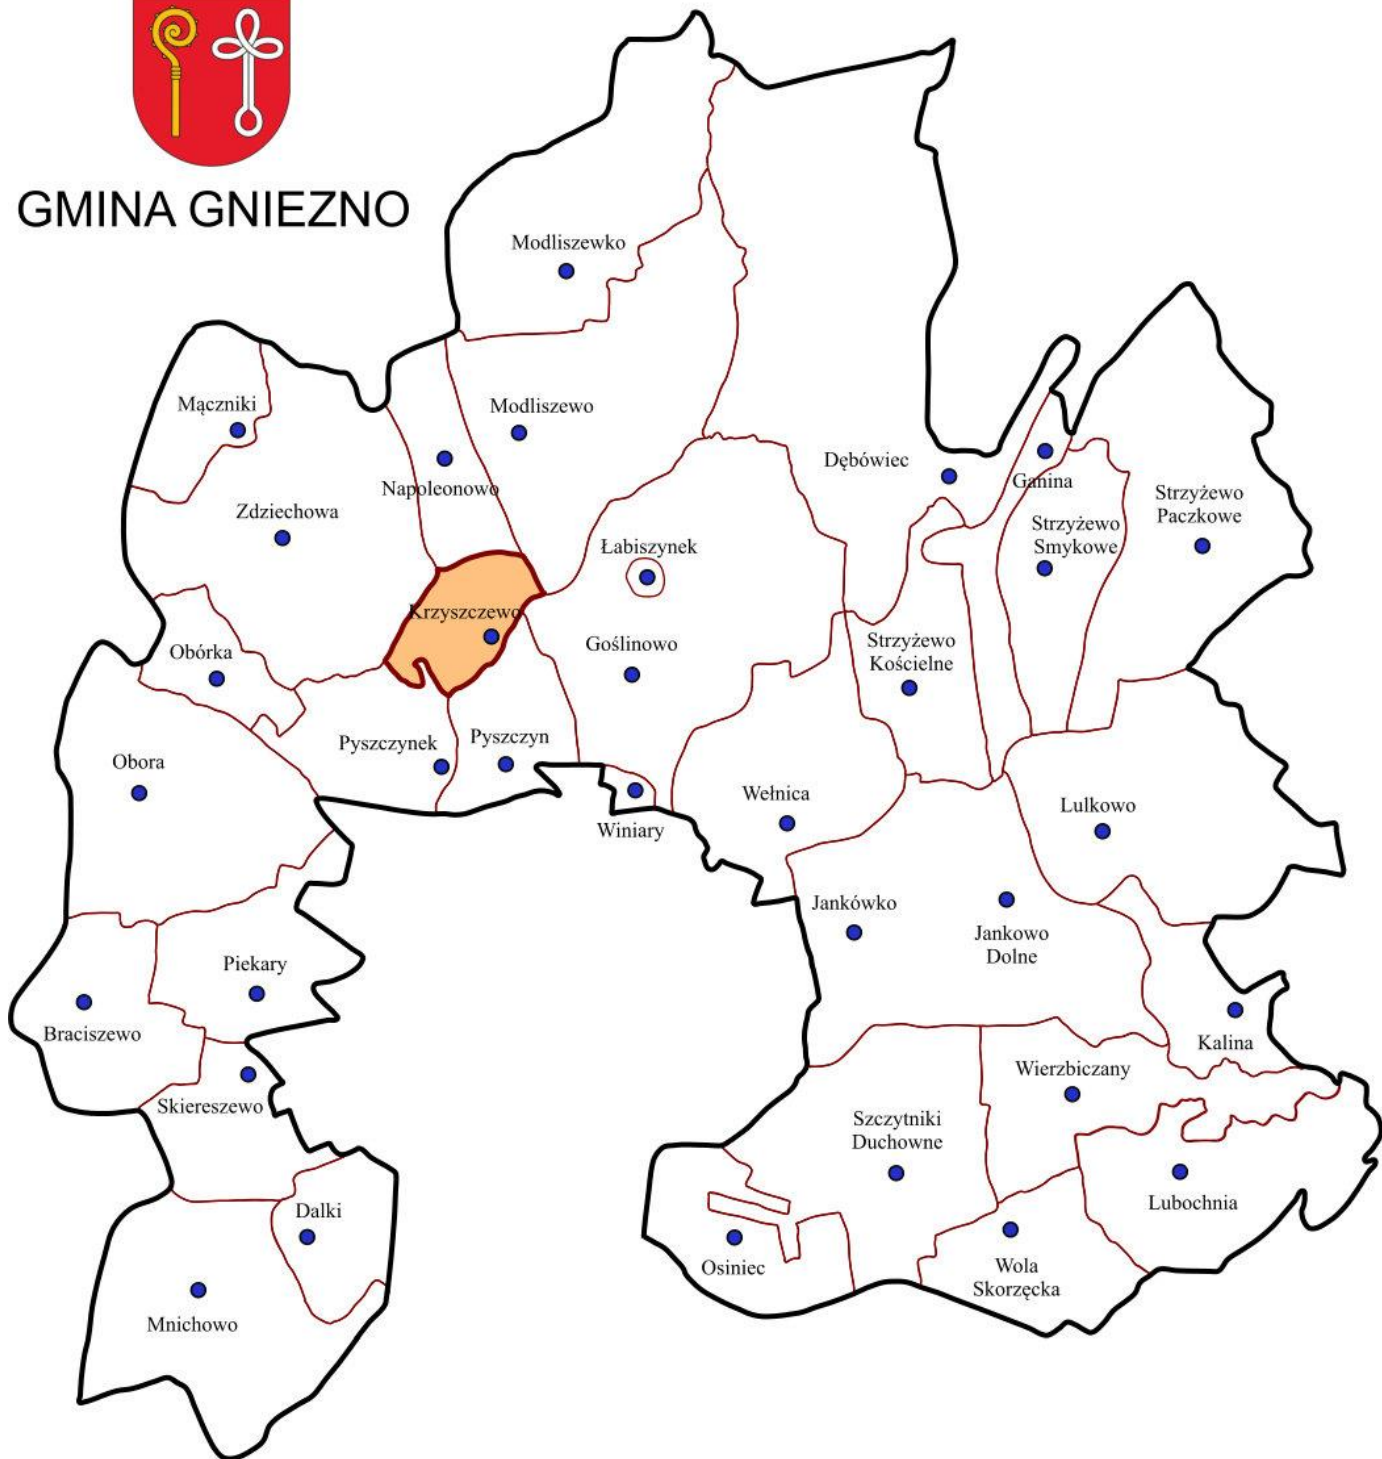 GMINA GNIEZNO
Modliszewko
Mączniki
Modliszewo
Napoleonowo
Dębówiec
Ganina
Strzyżewo
Paczkowe
Zdziechowa
Strzyżewo
Smykowe
Łabiszynek
Krzyszczewo
Obórka
Goślinowo
Strzyżewo
Kościelne
Obora
Pyszczynek
Pyszczyn
Winiary
Wełnica
Lulkowo
Jankówko
Jankowo
Dolne
Piekary
Braciszewo
Kalina
Skiereszewo
Wierzbiczany
Szczytniki
Duchowne
Lubochnia
Dalki
Osiniec
Wola
Skorzęcka
Mnichowo